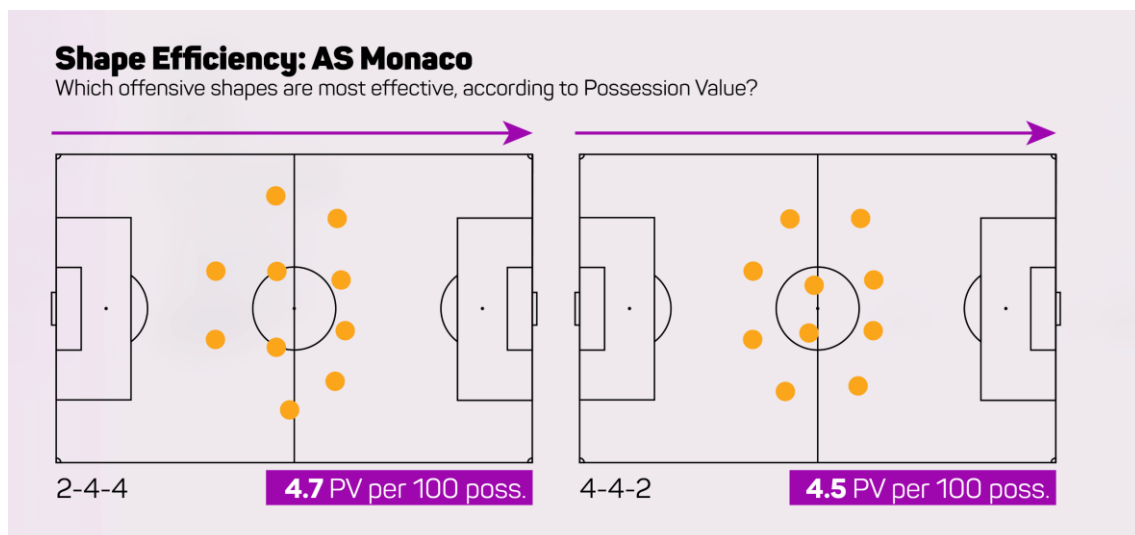 Shape Efficiency: AS Monaco
Which offensive shapes are most effective, according to Possession Value?
2-4-4
4.7 PV per 100 poss.
4-4-2
4.5 PV per 100 poss.